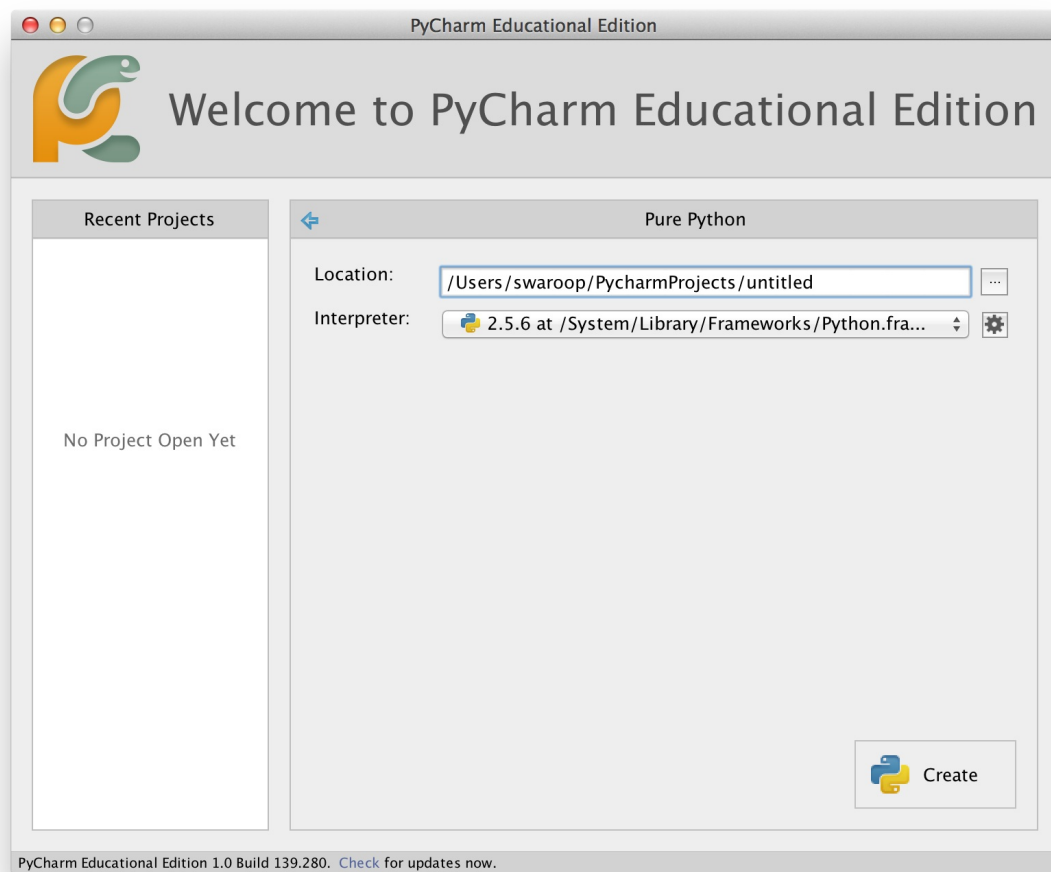 PyCharm Educational Edition
Welcome to PyCharm Educational Edition
Recent Projects
No Project Open Yet
Pure Python
Location:
/Users/swaroop/PycharmProjects/untitled
...
Interpreter:
2.5.6 at /System/Library/Frameworks/Python.fra...
Create
PyCharm Educational Edition 1.0 Build 139.280. Check for updates now.